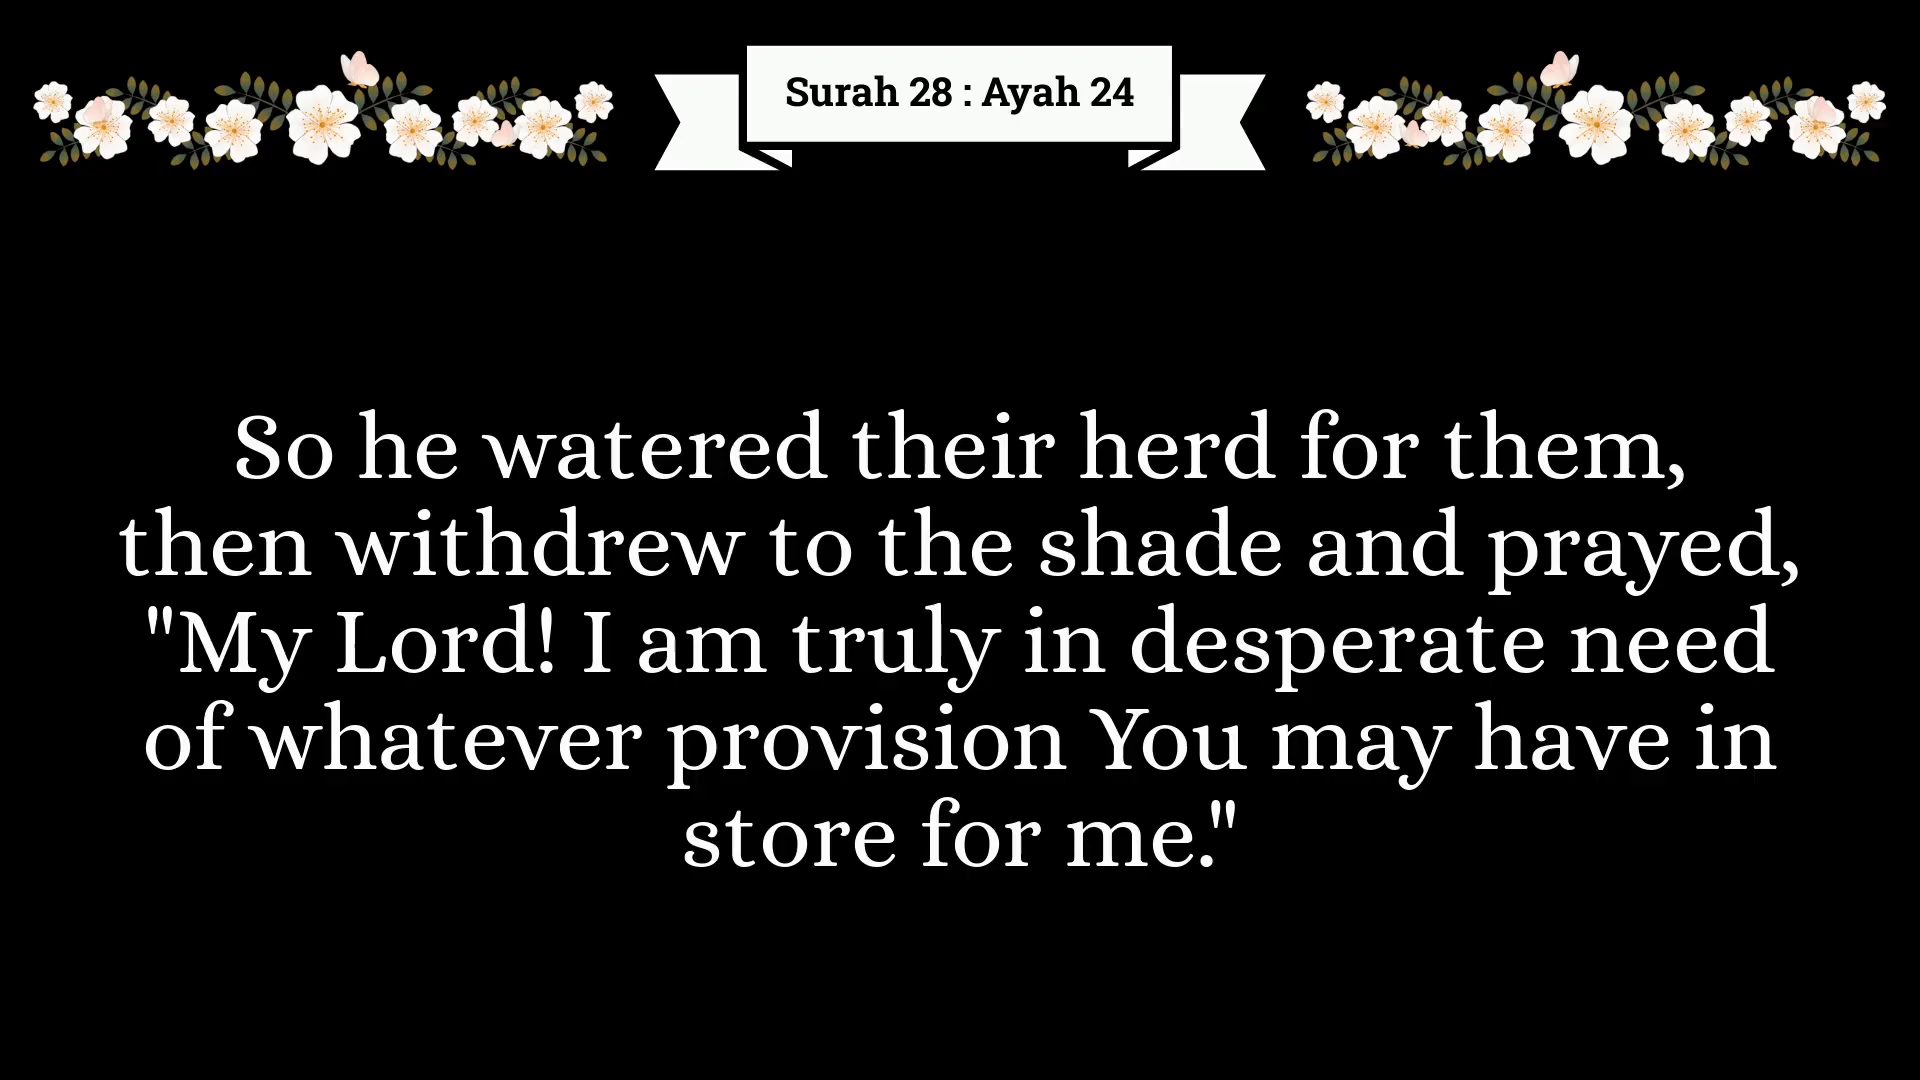 Surah 28 : Ayah 24
So he watered their herd for them,
then withdrew to the shade and prayed,
"My Lord! I am truly in desperate need
of whatever provision You may have in
store for me."